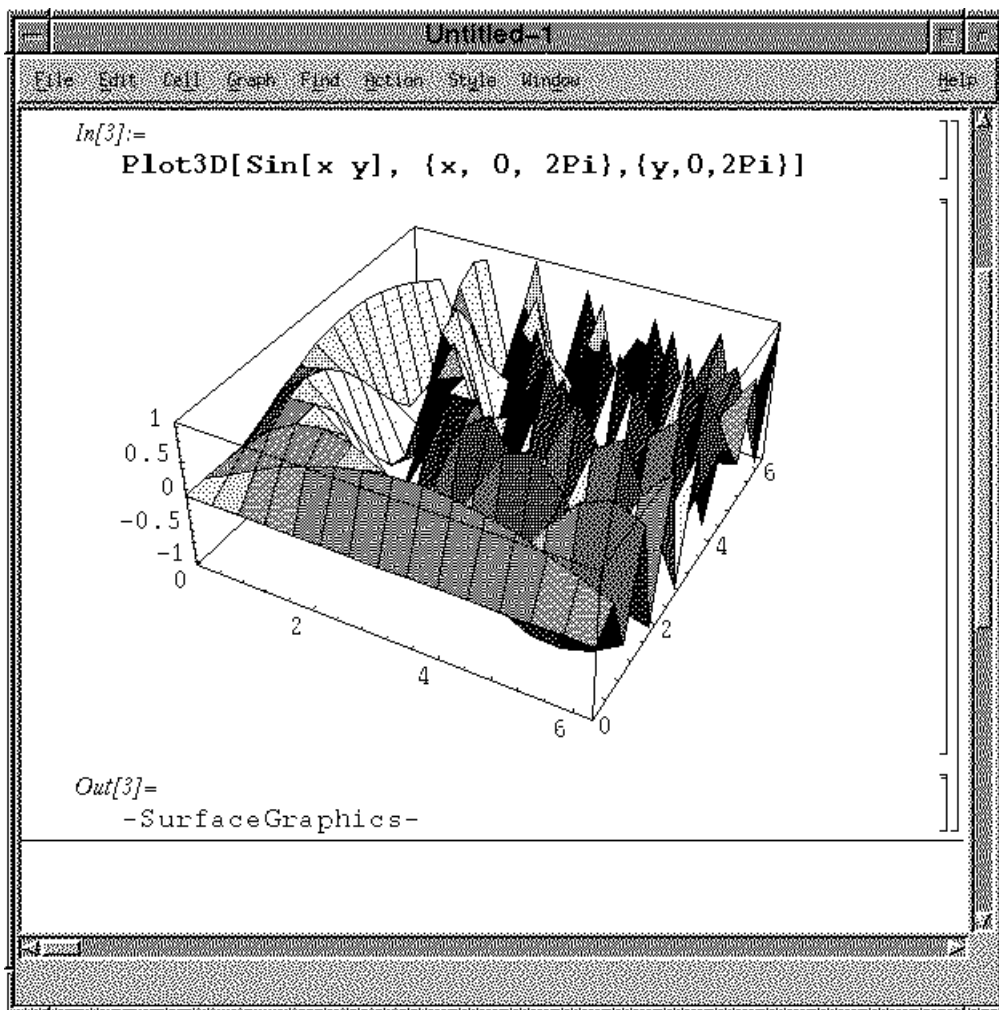 Untitled-1
File Edit Cell Graph Find Action Style Window Help
In[3]:=
Plot3D[Sin[x y], {x, 0, 2Pi},{y,0,2Pi}]
1
0.5
0
-0.5
-1
0
2
4
6
0
2
4
6
Out[3]=
-SurfaceGraphics-